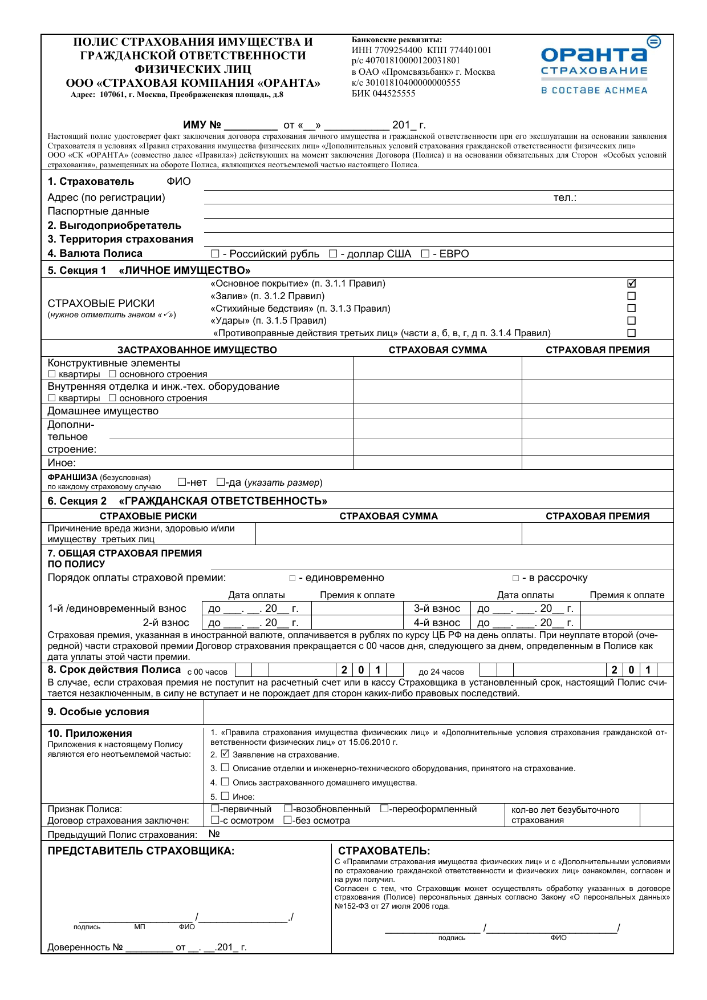 ПОЛИС СТРАХОВАНИЯ ИМУЩЕСТВА И
ГРАЖДАНСКОЙ ОТВЕТСТВЕННОСТИ
ФИЗИЧЕСКИХ ЛИЦ
ООО «СТРАХОВАЯ КОМПАНИЯ «ОРАНТА»
Адрес: 107061, г. Москва, Преображенская площадь, д.8
Банковские реквизиты:
ИНН 7709254400 КПП 774401001
р/с 40701810000120031801
в ОАО «Промсвязьбанк» г. Москва
к/с 30101810400000000555
БИК 044525555
ОРАНТА
СТРАХОВАНИЕ
В СОСТАВЕ АСНМЕА
ИМУ № _________ от «__» ___________ 201_ г.
Настоящий полис удостоверяет факт заключения договора страхования личного имущества и гражданской ответственности при его эксплуатации на основании заявления
Страхователя и условиях «Правил страхования имущества физических лиц» «Дополнительных условий страхования гражданской ответственности физических лиц»
ООО «СК «ОРАНТА» (совместно далее «Правила») действующих на момент заключения Договора (Полиса) и на основании обязательных для Сторон «Особых условий
страхования», размещенных на обороте Полиса, являющихся неотъемлемой частью настоящего Полиса.
1. Страхователь ФИО
Адрес (по регистрации) тел.:
Паспортные данные
2. Выгодоприобретатель
3. Территория страхования
4. Валюта Полиса ☐ - Российский рубль ☐ - доллар США ☐ - ЕВРО
5. Секция 1 «ЛИЧНОЕ ИМУЩЕСТВО»
СТРАХОВЫЕ РИСКИ
(нужное отметить знаком «✓»)
«Основное покрытие» (п. 3.1.1 Правил) ☑
«Залив» (п. 3.1.2 Правил) ☐
«Стихийные бедствия» (п. 3.1.3 Правил) ☐
«Удары» (п. 3.1.5 Правил) ☐
«Противоправные действия третьих лиц» (части а, б, в, г, д п. 3.1.4 Правил) ☐
ЗАСТРАХОВАННОЕ ИМУЩЕСТВО СТРАХОВАЯ СУММА СТРАХОВАЯ ПРЕМИЯ
Конструктивные элементы
☐ квартиры ☐ основного строения
Внутренняя отделка и инж.-тех. оборудование
☐ квартиры ☐ основного строения
Домашнее имущество
Дополни-
тельное
строение:
Иное:
ФРАНШИЗА (безусловная)
по каждому страховому случаю
☐-нет ☐-да (указать размер)
6. Секция 2 «ГРАЖДАНСКАЯ ОТВЕТСТВЕННОСТЬ»
СТРАХОВЫЕ РИСКИ СТРАХОВАЯ СУММА СТРАХОВАЯ ПРЕМИЯ
Причинение вреда жизни, здоровью и/или
имуществу третьих лиц
7. ОБЩАЯ СТРАХОВАЯ ПРЕМИЯ
ПО ПОЛИСУ
Порядок оплаты страховой премии: □ - единовременно □ - в рассрочку
Дата оплаты Премия к оплате Дата оплаты Премия к оплате
1-й /единовременный взнос до ___. __. 20__ г. 3-й взнос до ___. ___. 20__ г.
2-й взнос до ___. __. 20__ г. 4-й взнос до ___. ___. 20__ г.
Страховая премия, указанная в иностранной валюте, оплачивается в рублях по курсу ЦБ РФ на день оплаты. При неуплате второй (оче-
редной) части страховой премии Договор страхования прекращается с 00 часов дня, следующего за днем, определенным в Полисе как
дата уплаты этой части премии.
8. Срок действия Полиса с 00 часов 2 0 1 до 24 часов 2 0 1
В случае, если страховая премия не поступит на расчетный счет или в кассу Страховщика в установленный срок, настоящий Полис счи-
тается незаключенным, в силу не вступает и не порождает для сторон каких-либо правовых последствий.
9. Особые условия
10. Приложения
Приложения к настоящему Полису
являются его неотъемлемой частью:
1. «Правила страхования имущества физических лиц» и «Дополнительные условия страхования гражданской от-
ветственности физических лиц» от 15.06.2010 г.
2. ☑ Заявление на страхование.
3. ☐ Описание отделки и инженерно-технического оборудования, принятого на страхование.
4. ☐ Опись застрахованного домашнего имущества.
5. ☐ Иное:
Признак Полиса: ☐-первичный ☐-возобновленный ☐-переоформленный
Договор страхования заключен: ☐-с осмотром ☐-без осмотра
кол-во лет безубыточного
страхования
Предыдущий Полис страхования: №
ПРЕДСТАВИТЕЛЬ СТРАХОВЩИКА:
___________________ /_______________./
подпись МП ФИО
Доверенность № ________ от __. __.201_ г.
СТРАХОВАТЕЛЬ:
С «Правилами страхования имущества физических лиц» и с «Дополнительными условиями
по страхованию гражданской ответственности и физических лиц» ознакомлен, согласен и
на руки получил.
Согласен с тем, что Страховщик может осуществлять обработку указанных в договоре
страхования (Полисе) персональных данных согласно Закону «О персональных данных»
№152-ФЗ от 27 июля 2006 года.
________________ /______________________/
подпись ФИО